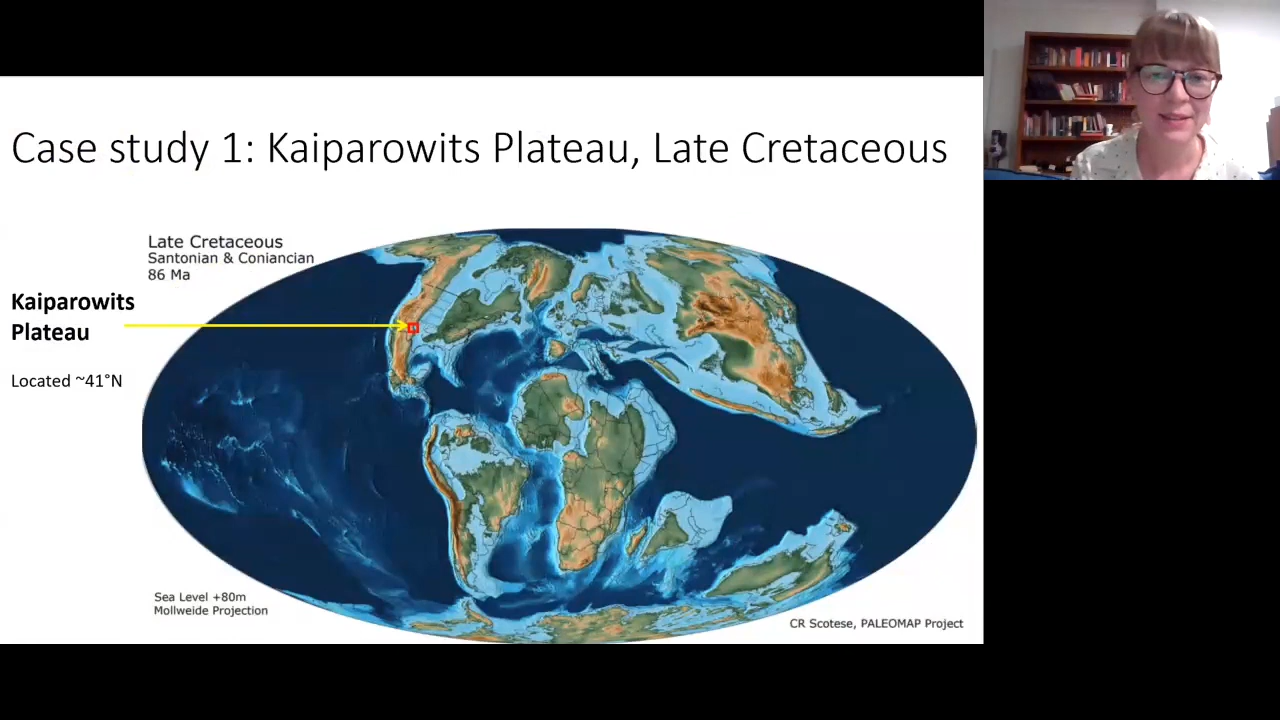 Case study 1: Kaiparowits Plateau, Late Cretaceous
Late Cretaceous
Santonian & Coniancian
86 Ma
Kaiparowits
Plateau
Located ~41°N
Sea Level +80m
Mollweide Projection
CR Scotese, PALEOMAP Project